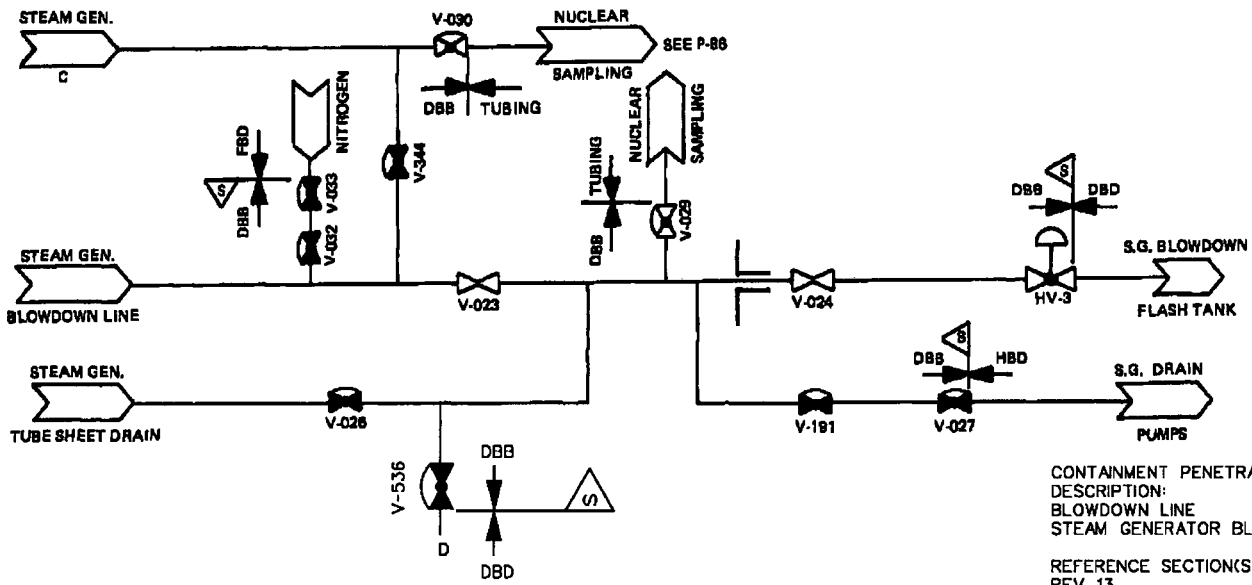 STEAM GEN.
C
V-030
DBB
TUBING
NUCLEAR
SAMPLING
SEE P-86
NITROGEN
FBD
S
DBB
V-033
V-032
V-344
TUBING
DBB
NUCLEAR
SAMPLING
V-029
S
DBB
DBD
STEAM GEN.
BLOWDOWN LINE
V-023
V-024
HV-3
S.G. BLOWDOWN
FLASH TANK
S
DBB
HBD
STEAM GEN.
TUBE SHEET DRAIN
V-026
V-191
V-027
S.G. DRAIN
PUMPS
V-536
D
DBB
S
DBD
CONTAINMENT PENETRA
DESCRIPTION:
BLOWDOWN LINE
STEAM GENERATOR BL
REFERENCE SECTION(S
REV 13